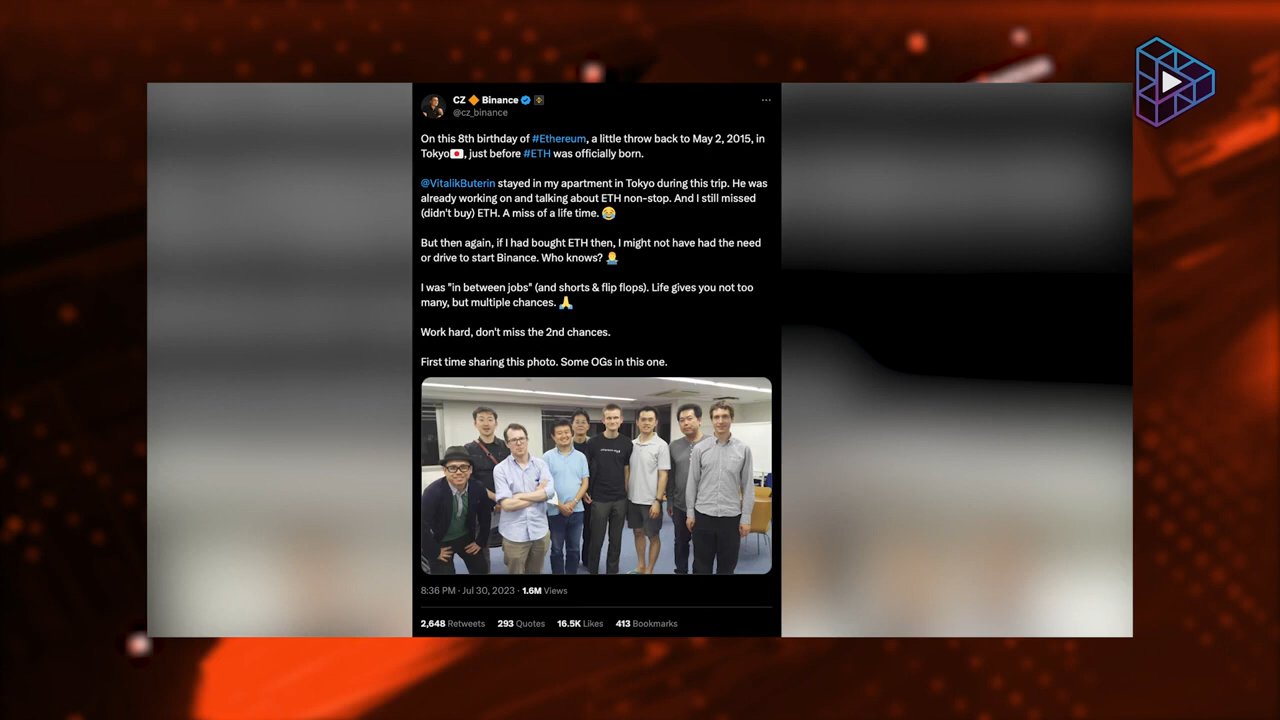 CZ 🔶 Binance
@cz_binance
On this 8th birthday of #Ethereum, a little throw back to May 2, 2015, in
Tokyo🇯🇵, just before #ETH was officially born.
@VitalikButerin stayed in my apartment in Tokyo during this trip. He was
already working on and talking about ETH non-stop. And I still missed
(didn't buy) ETH. A miss of a life time. 😂
But then again, if I had bought ETH then, I might not have had the need
or drive to start Binance. Who knows? 🤷‍♂️
I was "in between jobs" (and shorts & flip flops). Life gives you not too
many, but multiple chances. 🙏
Work hard, don't miss the 2nd chances.
First time sharing this photo. Some OGs in this one.
8:36 PM · Jul 30, 2023 · 1.6M Views
2,648 Retweets 293 Quotes 16.5K Likes 413 Bookmarks